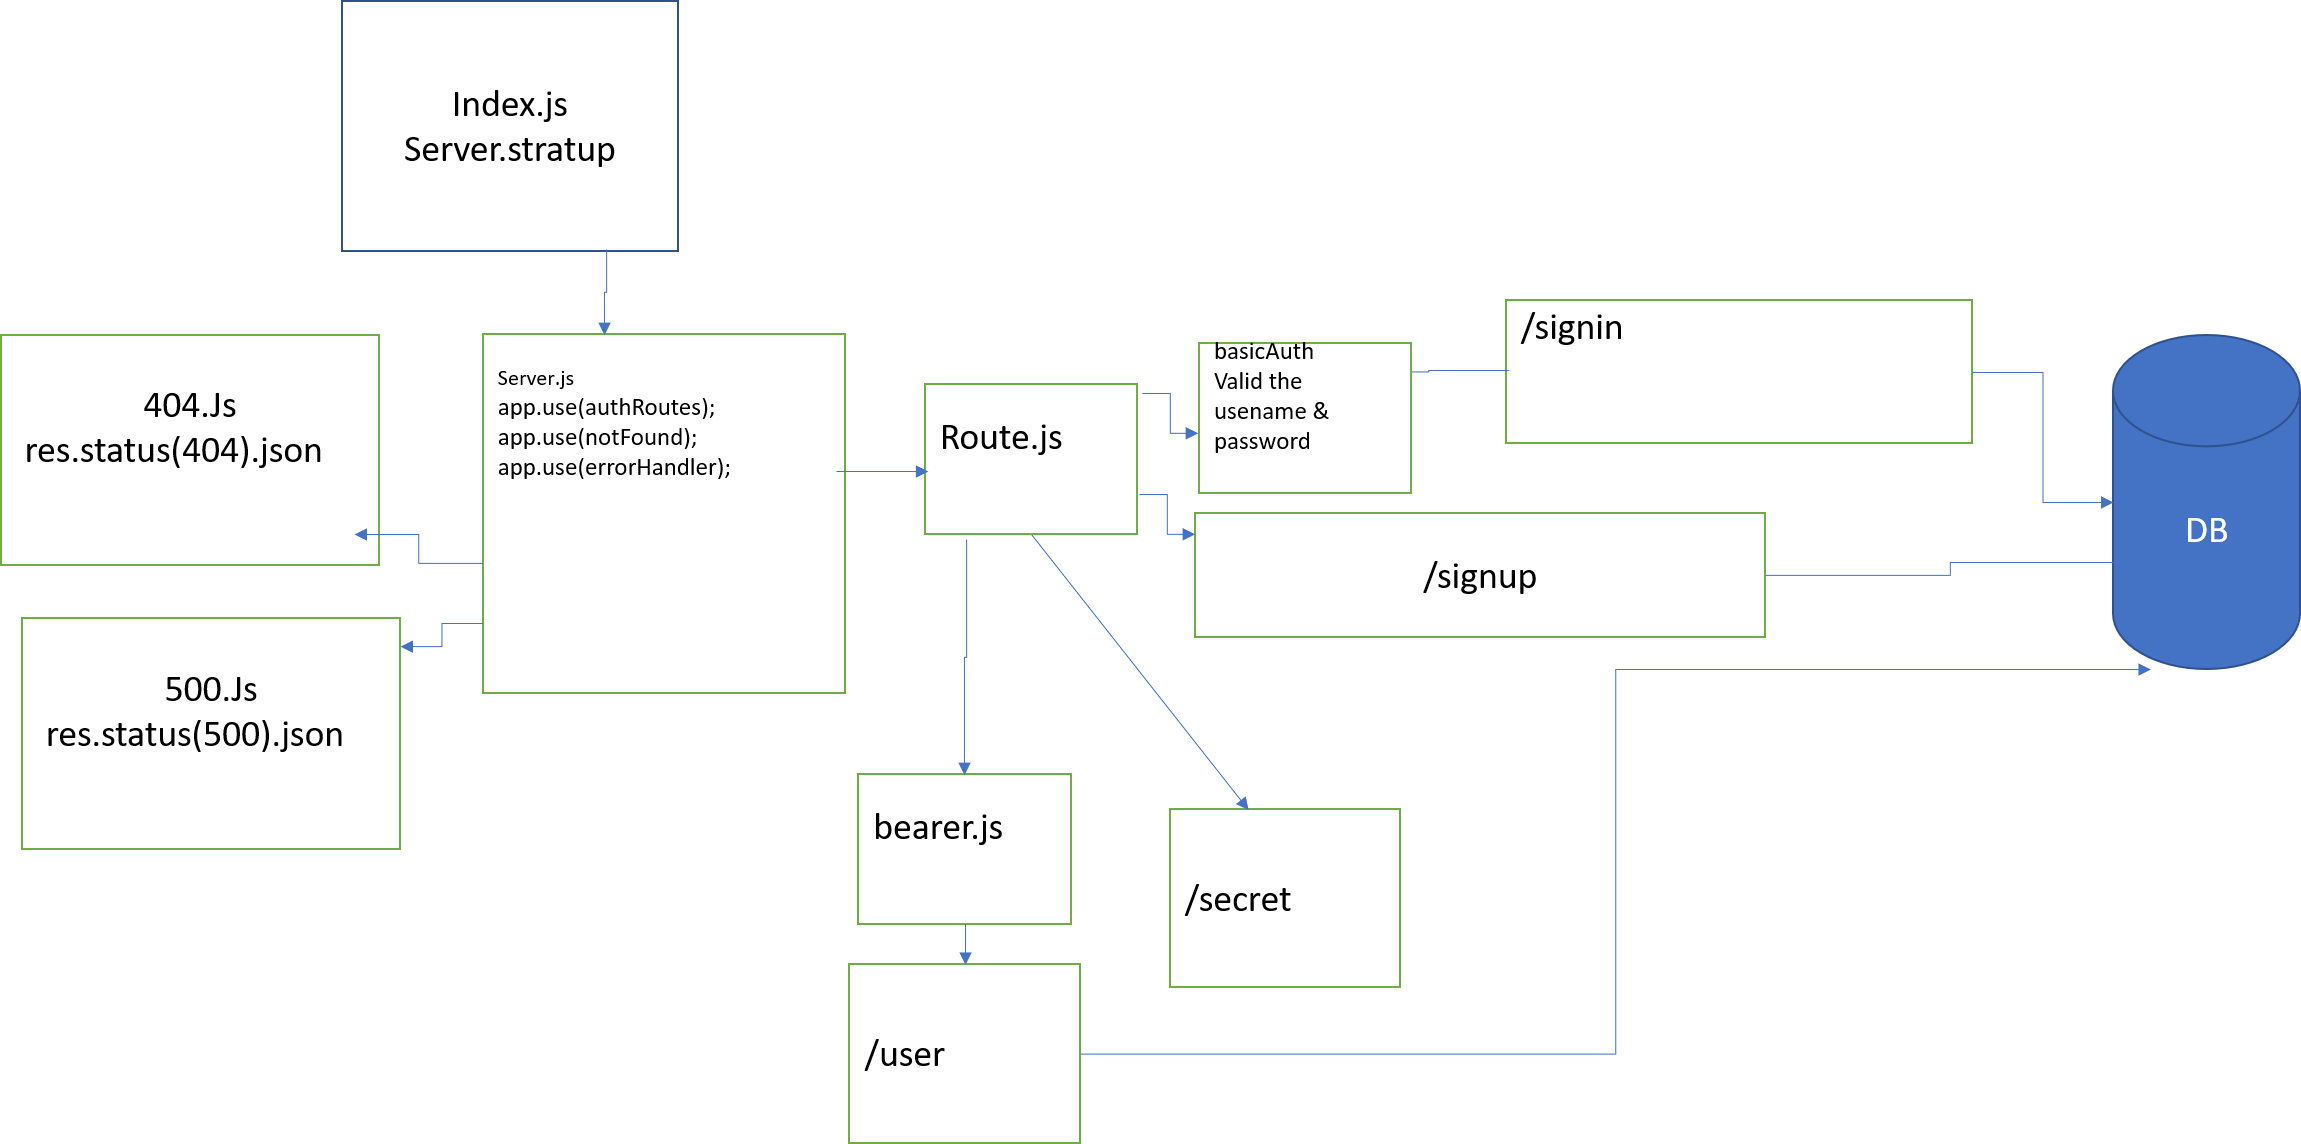 Index.js
Server.stratup
404.Js
res.status(404).json
500.Js
res.status(500).json
Server.js
app.use(authRoutes);
app.use(notFound);
app.use(errorHandler);
Route.js
basicAuth
Valid the
usename &
password
/signin
/signup
DB
bearer.js
/secret
/user